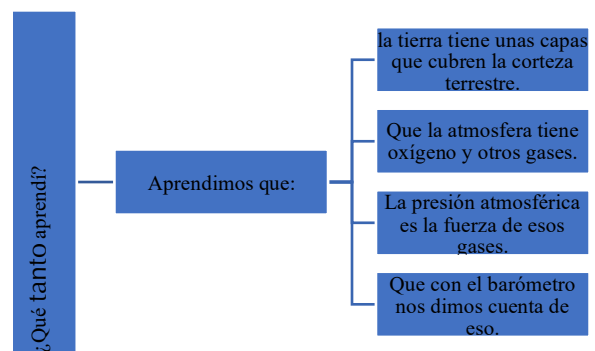 ¿Qué tanto aprendí?
Aprendimos que:
la tierra tiene unas capas
que cubren la corteza
terrestre.
Que la atmosfera tiene
oxígeno y otros gases.
La presión atmosférica
es la fuerza de esos
gases.
Que con el barómetro
nos dimos cuenta de
eso.